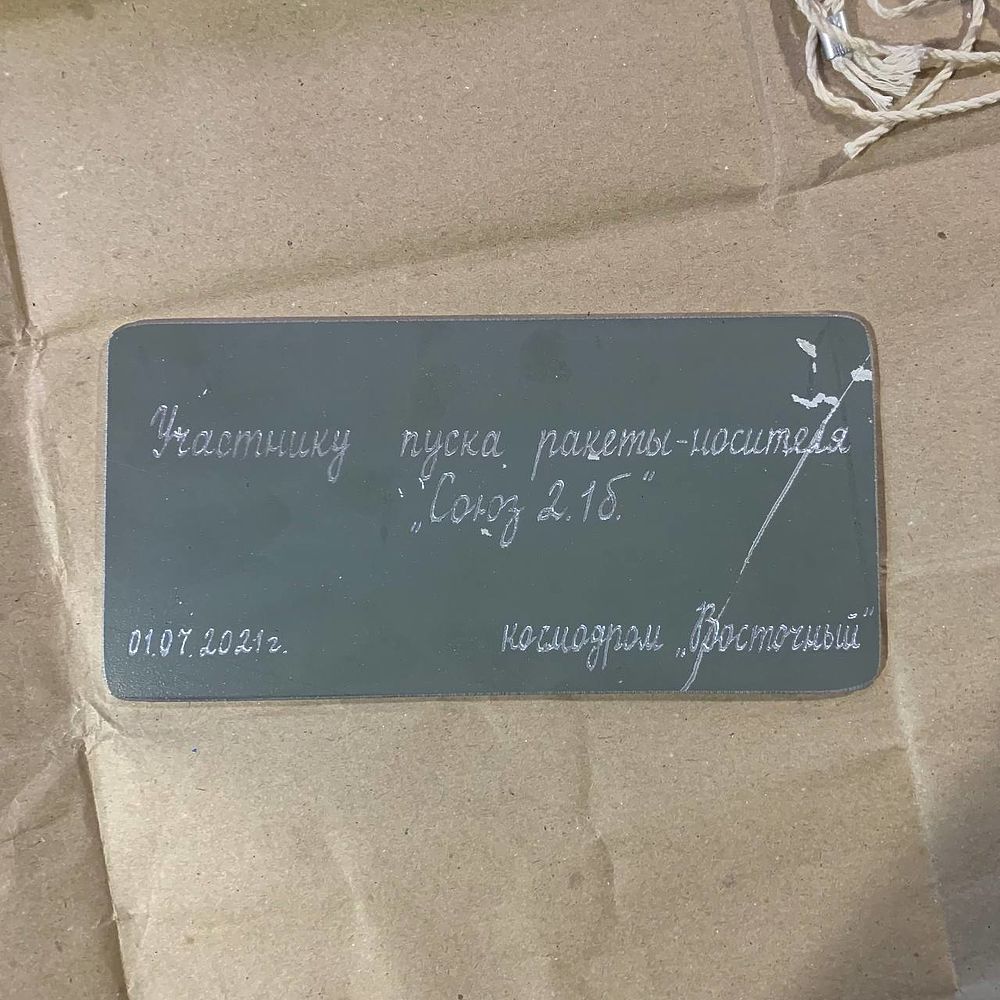 Участнику пуска ракеты-носителя
„Союз 2.1б.”
01.07.2021г. космодром „Восточный”